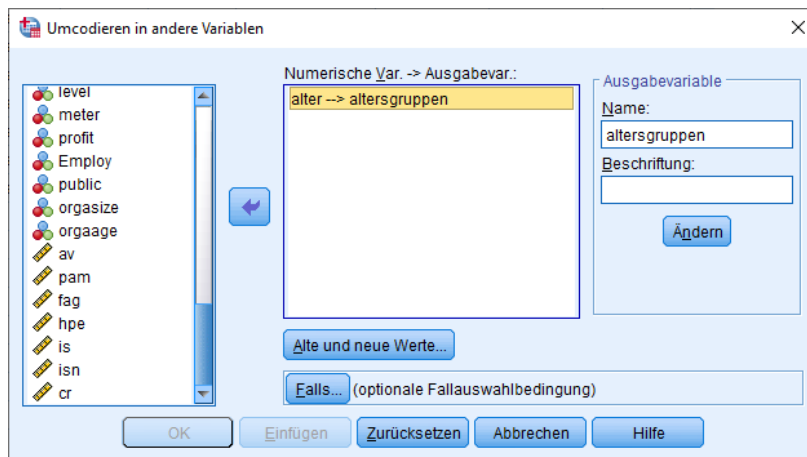 Umcodieren in andere Variablen
level
meter
profit
Employ
public
orgasize
orgaage
av
pam
fag
hpe
is
isn
cr
Numerische Var. -> Ausgabevar.:
alter --> altersgruppen
Alte und neue Werte...
Falls... (optionale Fallauswahlbedingung)
Ausgabevariable
Name:
altersgruppen
Beschriftung:
Ändern
OK Einfügen Zurücksetzen Abbrechen Hilfe